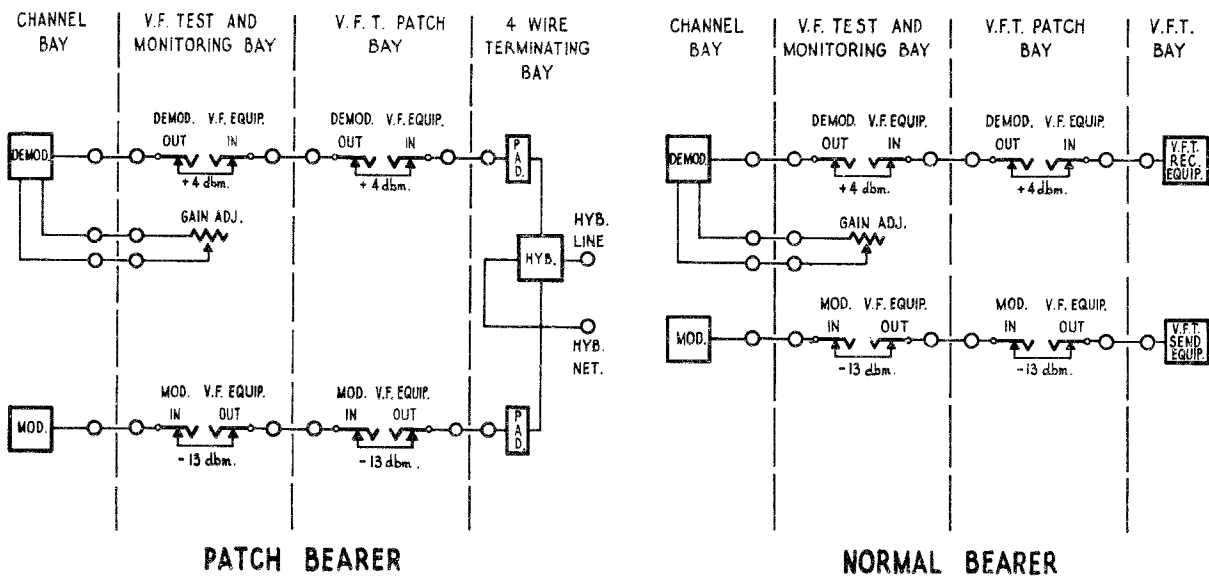 CHANNEL
BAY
V.F. TEST AND
MONITORING BAY
V.F.T. PATCH
BAY
4 WIRE
TERMINATING
BAY
DEMOD. V.F. EQUIP.
OUT IN
DEMOD. V.F. EQUIP.
OUT IN
DEMOD.
+4 dbm.
+4 dbm.
PAD.
GAIN ADJ.
HYB.
LINE
HYB.
HYB.
NET.
MOD. V.F. EQUIP.
IN OUT
MOD. V.F. EQUIP.
IN OUT
MOD.
-13 dbm.
-13 dbm.
PAD.
PATCH BEARER
CHANNEL
BAY
V.F. TEST AND
MONITORING BAY
V.F.T. PATCH
BAY
V.F.T.
BAY
DEMOD. V.F. EQUIP.
OUT IN
DEMOD. V.F. EQUIP.
OUT IN
DEMOD.
+4 dbm.
+4 dbm.
V.F.T.
REC.
EQUIP.
GAIN ADJ.
MOD. V.F. EQUIP.
IN OUT
MOD. V.F. EQUIP.
IN OUT
MOD.
-13 dbm.
-13 dbm.
V.F.T.
SEND
EQUIP.
NORMAL BEARER